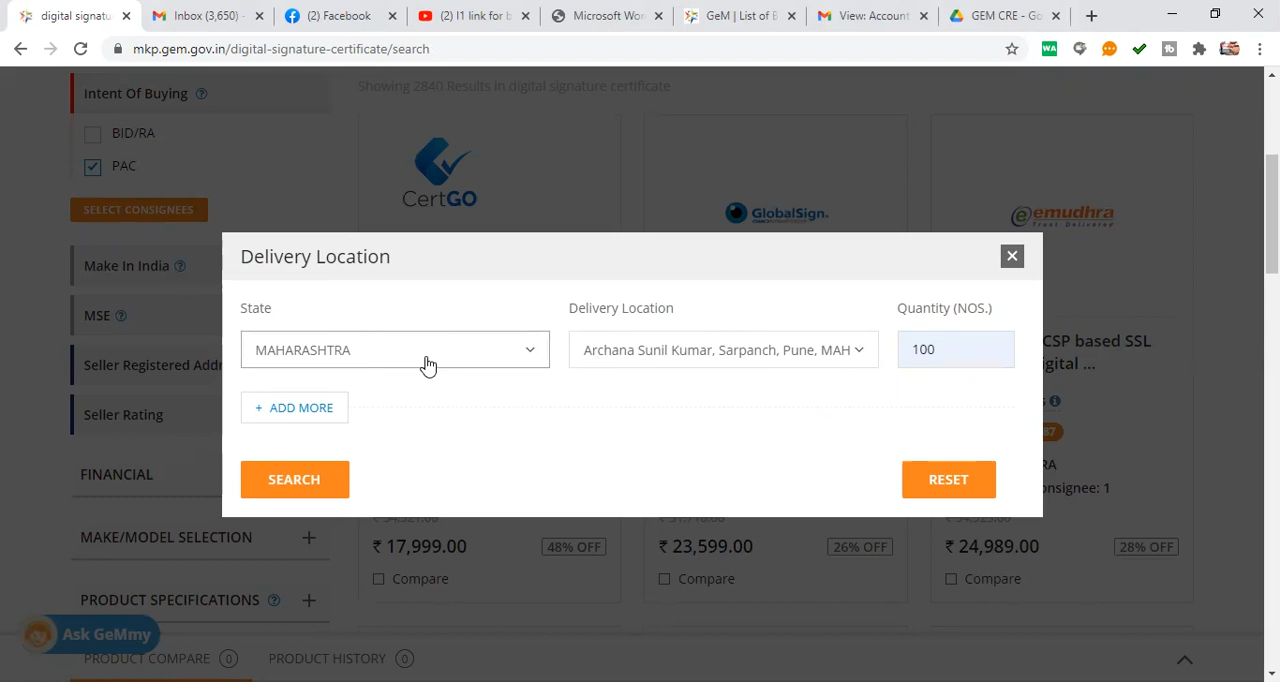 digital signatu
Inbox (3,650) -
(2) Facebook
(2) I1 link for b
Microsoft Wor
GeM | List of B
View: Account
GEM CRE - Go
mkp.gem.gov.in/digital-signature-certificate/search
Intent Of Buying
Showing 2840 Results in digital signature certificate
BID/RA
PAC
SELECT CONSIGNEES
CertGO
GlobalSign.
emudhra
Trust Delivered
Make In India
MSE
Seller Registered Addr
Seller Rating
FINANCIAL
MAKE/MODEL SELECTION
PRODUCT SPECIFICATIONS
Delivery Location
State
Delivery Location
Quantity (NOS.)
MAHARASHTRA
Archana Sunil Kumar, Sarpanch, Pune, MAH
100
+ ADD MORE
SEARCH
RESET
CSP based SSL
igital ...
87
RA
onsignee: 1
₹ 17,999.00
48% OFF
₹ 23,599.00
26% OFF
₹ 24,989.00
28% OFF
Compare
Compare
Compare
Ask GeMmy
PRODUCT COMPARE 0
PRODUCT HISTORY 0